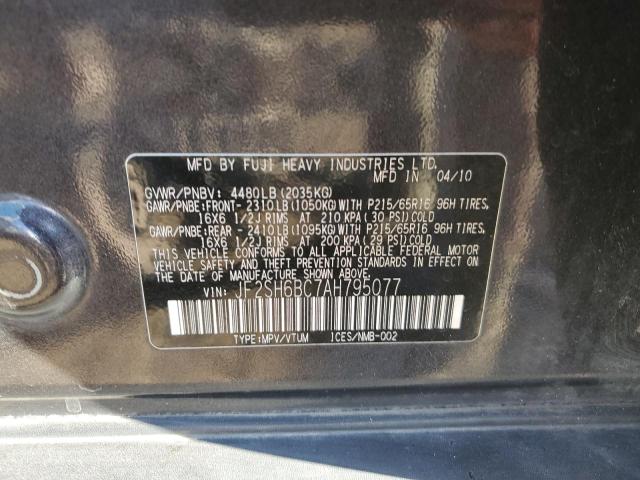 MFD BY FUJI HEAVY INDUSTRIES LTD.
MFD IN 04/10
GVWR/PNBV: 4480LB(2035KG)
GAWR/PNBE:FRONT- 2310LB(1050KG)WITH P215/65R16 96H TIRES,
16X6 1/2J RIMS AT 210 KPA(30 PSI)COLD
GAWR/PNBE:REAR - 2410LB(1095KG)WITH P215/65R16 96H TIRES,
16X6 1/2J RIMS AT 200 KPA(29 PSI)COLD
THIS VEHICLE CONFORMS TO ALL APPLICABLE FEDERAL MOTOR
VEHICLE SAFETY AND THEFT PREVENTION STANDARDS IN EFFECT ON
THE DATE OF MANUFACTURE SHOWN ABOVE.
VIN: JF2SH6BC7AH795077
TYPE:MPV/VTUM ICES/NMB-002